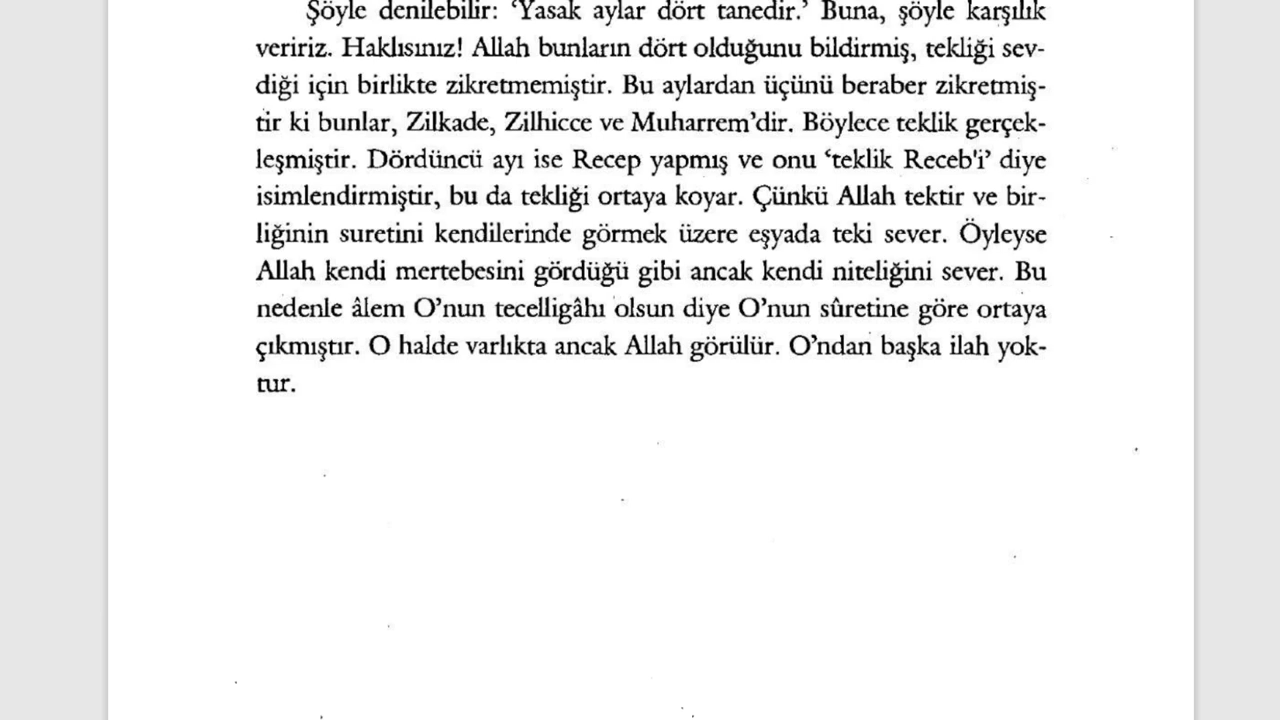 Şöyle denilebilir: ‘Yasak aylar dört tanedir.’ Buna, şöyle karşılık
veririz. Haklısınız! Allah bunların dört olduğunu bildirmiş, tekliği sev-
diği için birlikte zikretmemiştir. Bu aylardan üçünü beraber zikretmiş-
tir ki bunlar, Zilkade, Zilhicce ve Muharrem’dir. Böylece teklik gerçek-
leşmiştir. Dördüncü ayı ise Recep yapmış ve onu ‘teklik Receb'i’ diye
isimlendirmiştir, bu da tekliği ortaya koyar. Çünkü Allah tektir ve bir-
liğinin suretini kendilerinde görmek üzere eşyada teki sever. Öyleyse
Allah kendi mertebesini gördüğü gibi ancak kendi niteliğini sever. Bu
nedenle âlem O’nun tecelligâhı olsun diye O’nun sûretine göre ortaya
çıkmıştır. O halde varlıkta ancak Allah görülür. O’ndan başka ilah yok-
tur.